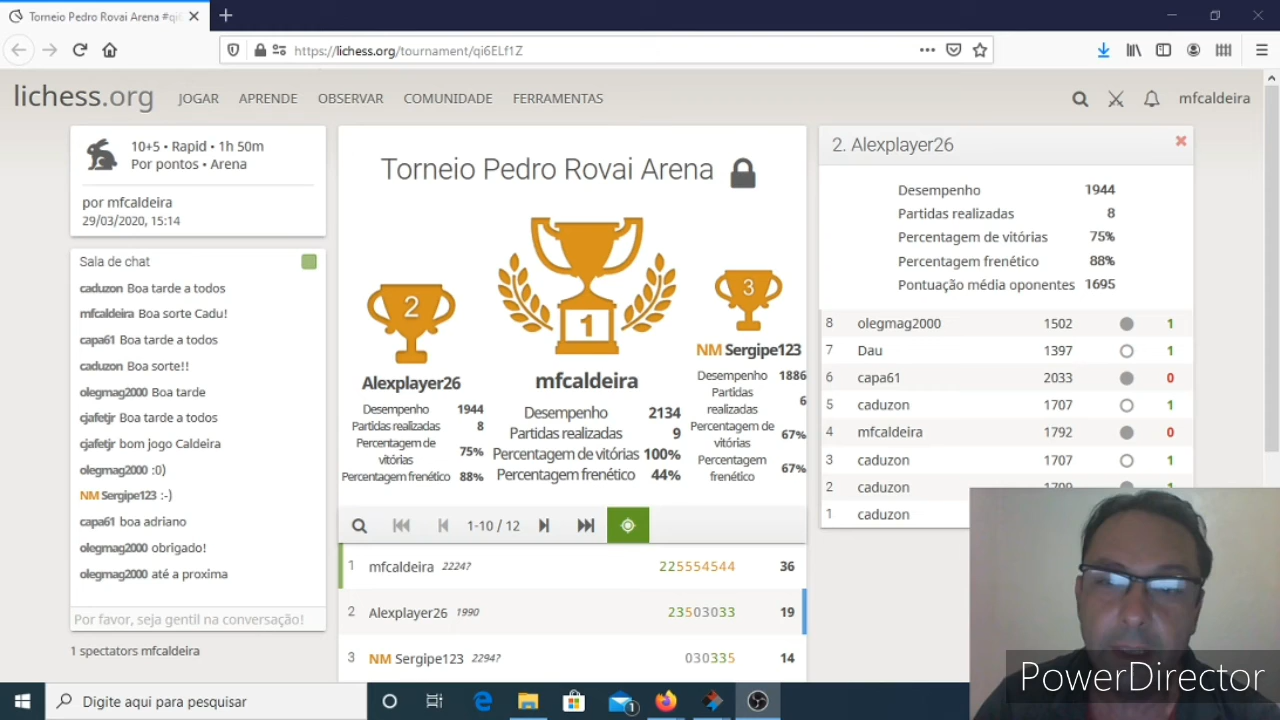 Torneio Pedro Rovai Arena #qi6
https://lichess.org/tournament/qi6ELf1Z
lichess.org JOGAR APRENDE OBSERVAR COMUNIDADE FERRAMENTAS mfcaldeira
10+5 • Rapid • 1h 50m
Por pontos • Arena
por mfcaldeira
29/03/2020, 15:14
Sala de chat
caduzon Boa tarde a todos
mfcaldeira Boa sorte Cadu!
capa61 Boa tarde a todos
caduzon Boa sorte!!
olegmag2000 Boa tarde
cjafetjr Boa tarde a todos
cjafetjr bom jogo Caldeira
olegmag2000 :0)
NM Sergipe123 :-)
capa61 boa adriano
olegmag2000 obrigado!
olegmag2000 até a proxima
Por favor, seja gentil na conversação!
1 spectators mfcaldeira
Torneio Pedro Rovai Arena
2
Alexplayer26
Desempenho 1944
Partidas realizadas 8
Percentagem de
vitórias 75%
Percentagem frenético 88%
1
mfcaldeira
Desempenho 2134
Partidas realizadas 9
Percentagem de vitórias 100%
Percentagem frenético 44%
3
NM Sergipe123
Desempenho 1886
Partidas
realizadas 6
Percentagem de
vitórias 67%
Percentagem
frenético 67%
1-10 / 12
1 mfcaldeira 2224? 225554544 36
2 Alexplayer26 1990 23503033 19
3 NM Sergipe123 2294? 030335 14
2. Alexplayer26
Desempenho 1944
Partidas realizadas 8
Percentagem de vitórias 75%
Percentagem frenético 88%
Pontuação média oponentes 1695
8 olegmag2000 1502 1
7 Dau 1397 1
6 capa61 2033 0
5 caduzon 1707 1
4 mfcaldeira 1792 0
3 caduzon 1707 1
2 caduzon 1709 1
1 caduzon
PowerDirector
Digite aqui para pesquisar
1